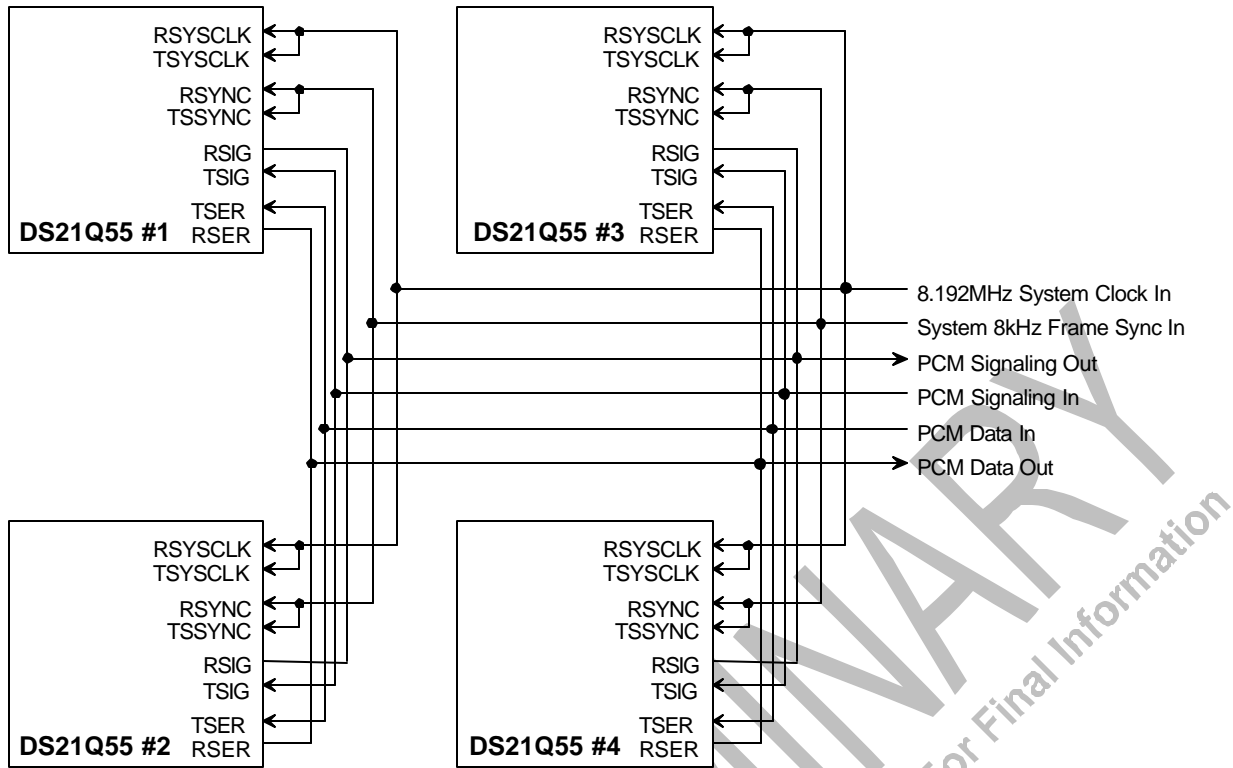 RSYSCLK
TSYSCLK
RSYNC
TSSYNC
RSIG
TSIG
TSER
DS21Q55 #1 RSER
RSYSCLK
TSYSCLK
RSYNC
TSSYNC
RSIG
TSIG
TSER
DS21Q55 #3 RSER
8.192MHz System Clock In
System 8kHz Frame Sync In
PCM Signaling Out
PCM Signaling In
PCM Data In
PCM Data Out
RSYSCLK
TSYSCLK
RSYNC
TSSYNC
RSIG
TSIG
TSER
DS21Q55 #2 RSER
RSYSCLK
TSYSCLK
RSYNC
TSSYNC
RSIG
TSIG
TSER
DS21Q55 #4 RSER
For Final Information